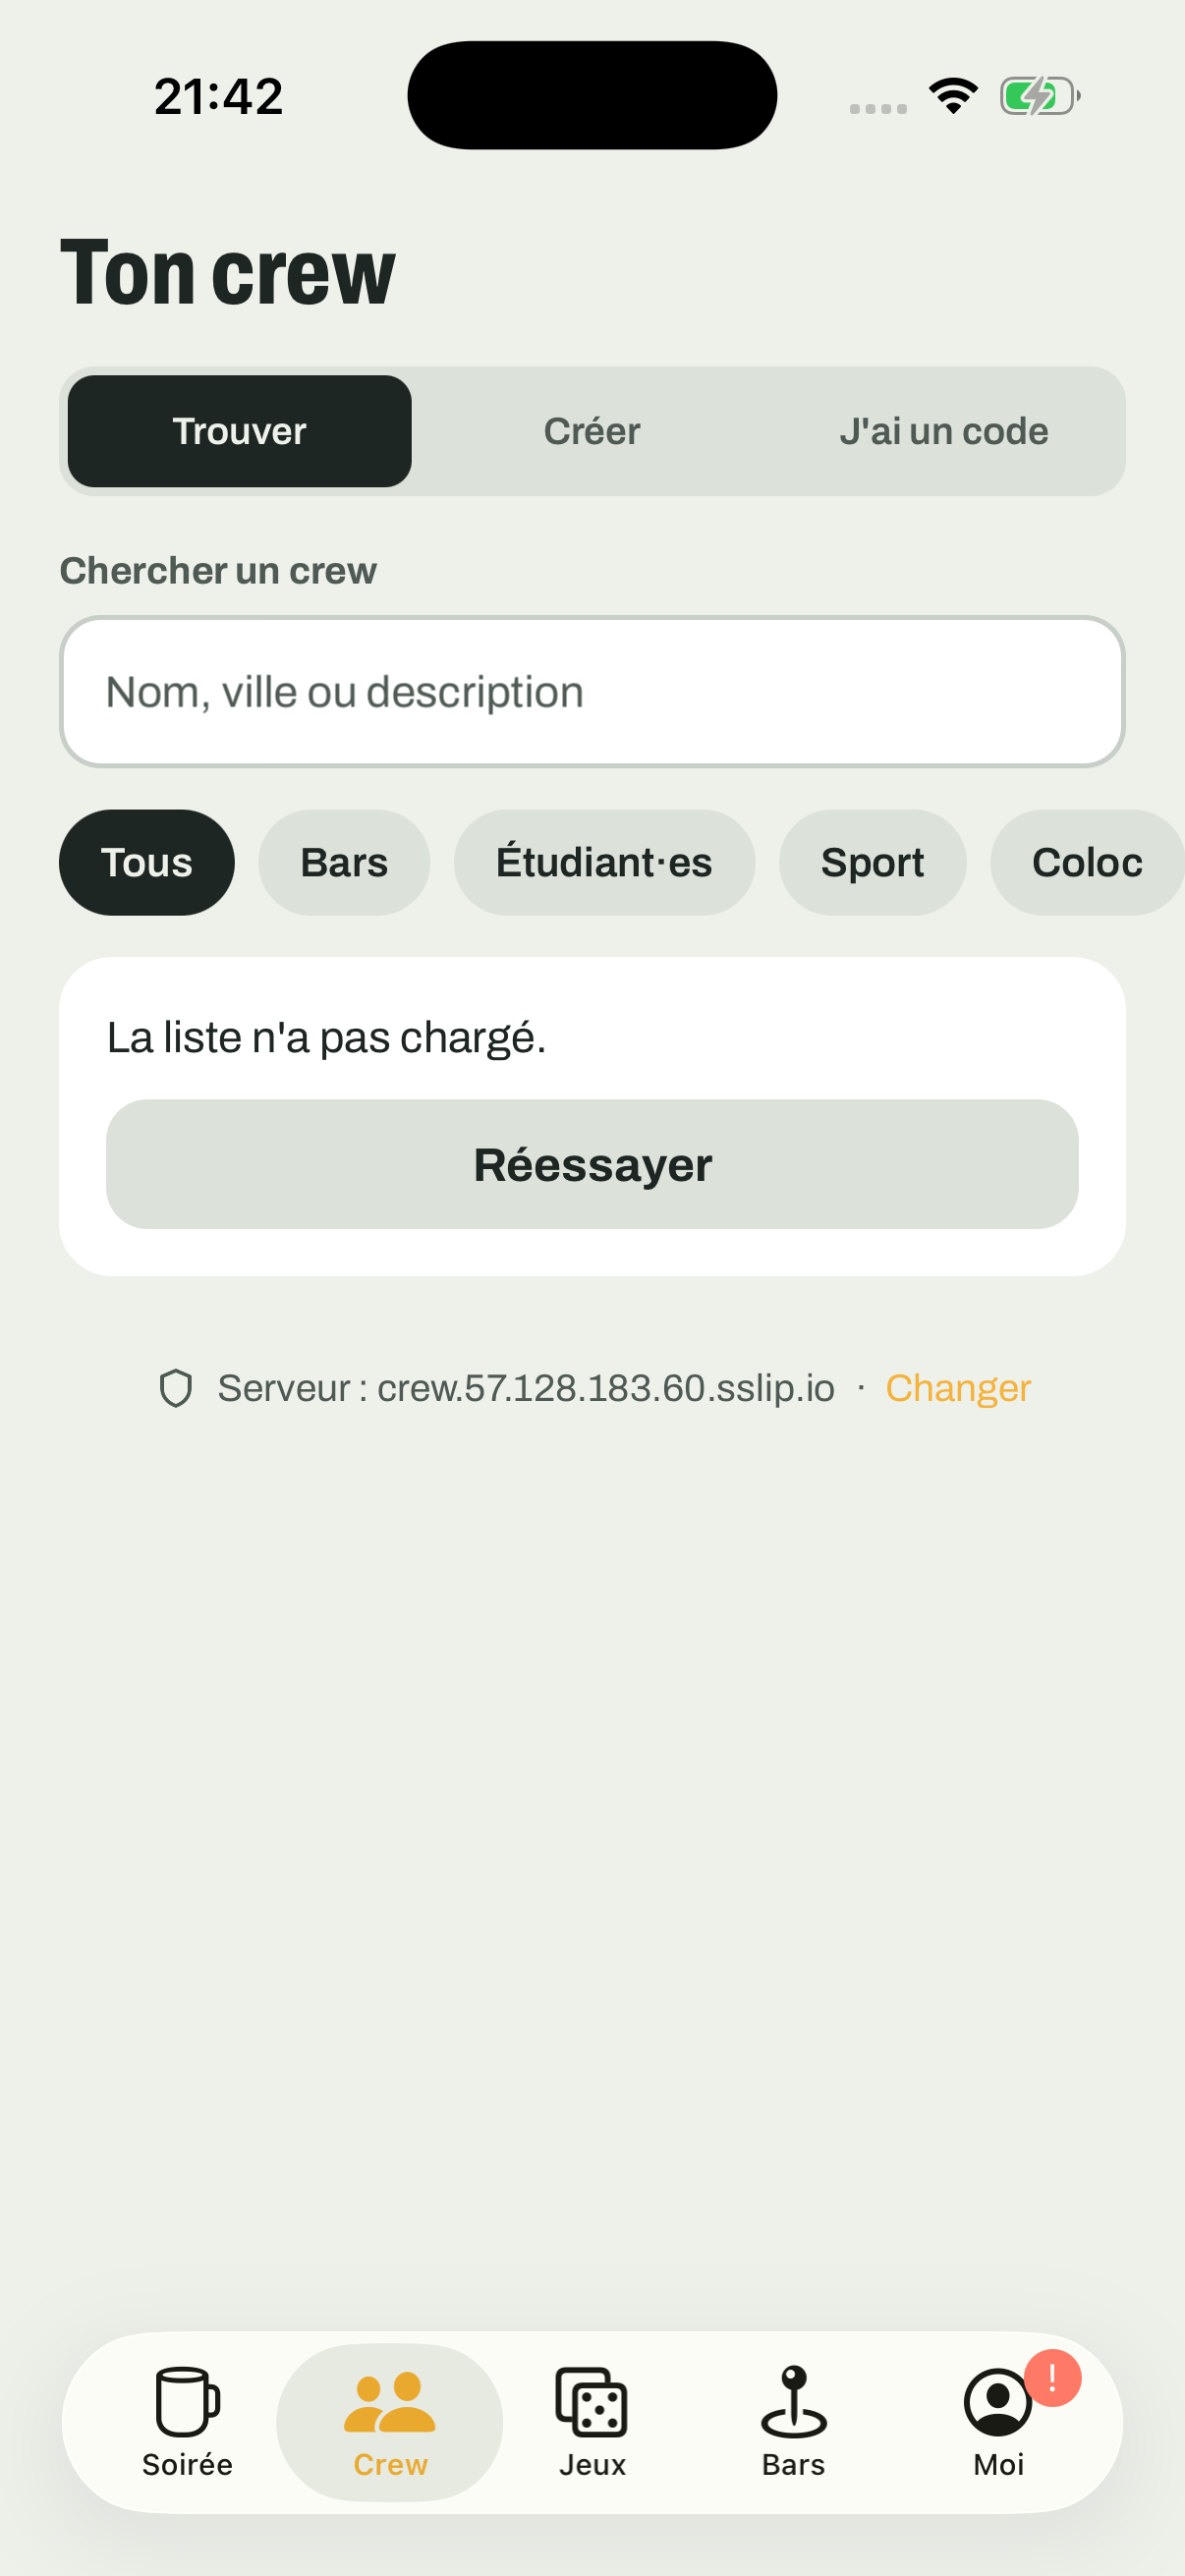 21:42
Ton crew
Trouver Créer J'ai un code
Chercher un crew
Nom, ville ou description
Tous Bars Étudiant·es Sport Coloc
La liste n'a pas chargé.
Réessayer
Serveur : crew.57.128.183.60.sslip.io · Changer
!
Soirée Crew Jeux Bars Moi